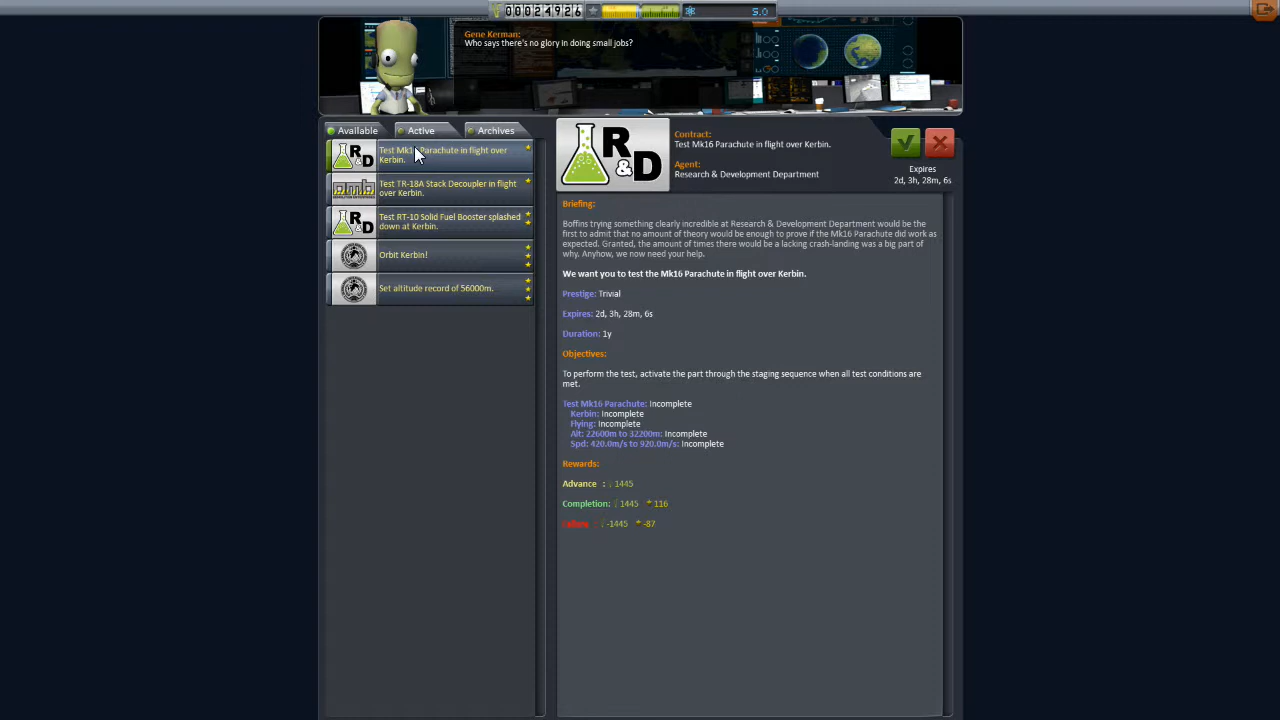 00024926
5.0
Gene Kerman:
Who says there's no glory in doing small jobs?
Available
Active
Archives
Test Mk16 Parachute in flight over
Kerbin.
Test TR-18A Stack Decoupler in flight
over Kerbin.
Test RT-10 Solid Fuel Booster splashed
down at Kerbin.
Orbit Kerbin!
Set altitude record of 56000m.
R&D
R&D
R&D
Contract:
Test Mk16 Parachute in flight over Kerbin.
Agent:
Research & Development Department
Expires
2d, 3h, 28m, 6s
Briefing:
Boffins trying something clearly incredible at Research & Development Department would be the
first to admit that no amount of theory would be enough to prove if the Mk16 Parachute did work as
expected. Granted, the amount of times there would be a lacking crash-landing was a big part of
why. Anyhow, we now need your help.
We want you to test the Mk16 Parachute in flight over Kerbin.
Prestige: Trivial
Expires: 2d, 3h, 28m, 6s
Duration: 1y
Objectives:
To perform the test, activate the part through the staging sequence when all test conditions are
met.
Test Mk16 Parachute: Incomplete
Kerbin: Incomplete
Flying: Incomplete
Alt: 22600m to 32200m: Incomplete
Spd: 420.0m/s to 920.0m/s: Incomplete
Rewards:
Advance : 1445
Completion: 1445 116
Failure : -1445 -87